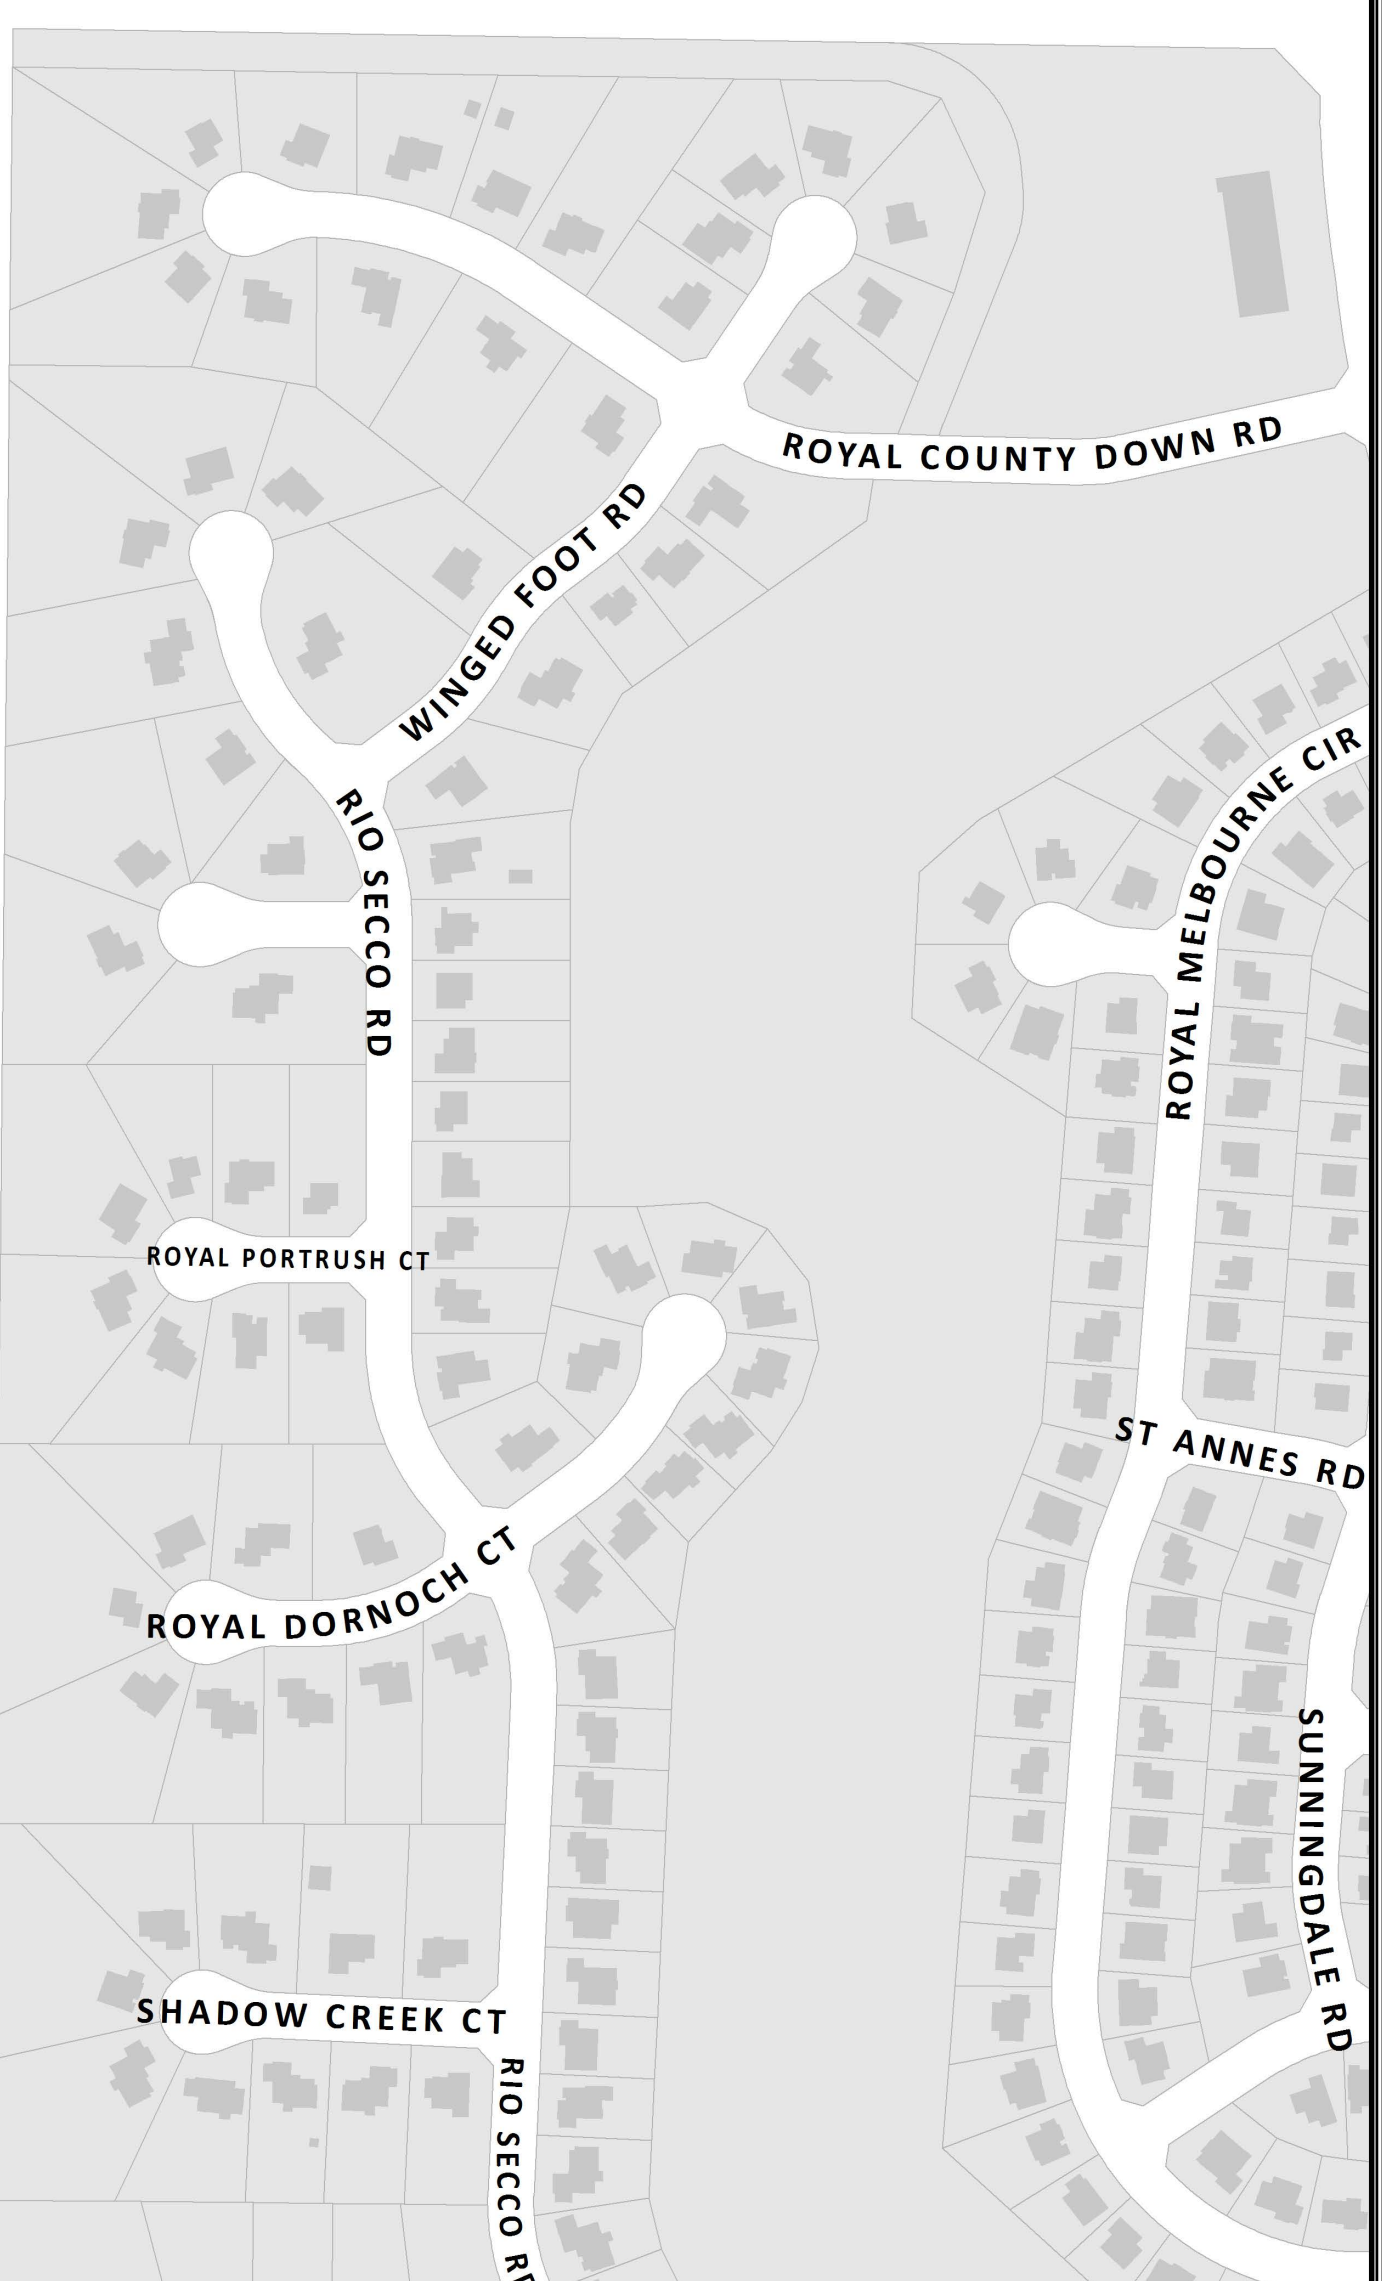 ROYAL COUNTY DOWN RD
WINGED FOOT RD
ROYAL MELBOURNE CIR
RIO SECCO RD
ROYAL PORTRUSH CT
ST ANNES RD
ROYAL DORNOCH CT
SUNNINGDALE RD
SHADOW CREEK CT
RIO SECCO RD